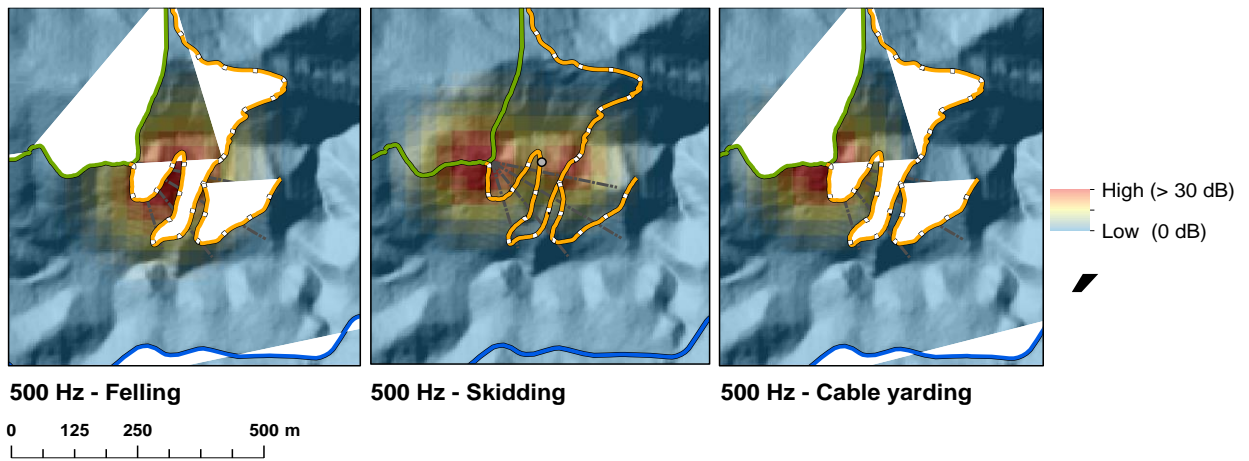 High (> 30 dB)
Low (0 dB)
500 Hz - Felling
500 Hz - Skidding
500 Hz - Cable yarding
0 125 250 500 m